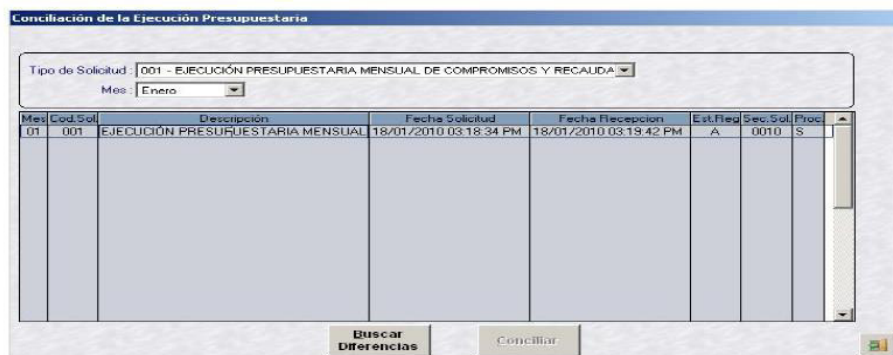 Conciliación de la Ejecución Presupuestaria
Tipo de Solicitud : 001 - EJECUCIÓN PRESUPUESTARIA MENSUAL DE COMPROMISOS Y RECAUDA
Mes : Enero
Mes Cod.Sol. Descripción Fecha Solicitud Fecha Recepcion Est.Reg Sec.Sol. Proc.
01 001 EJECUCIÓN PRESUPUESTARIA MENSUAL 18/01/2010 03:18:34 PM 18/01/2010 03:19:42 PM A 0010 S
Buscar
Diferencias
Conciliar